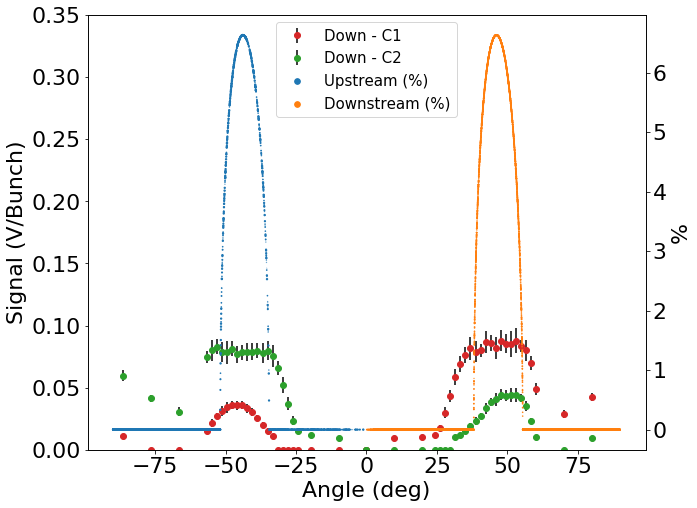 Down - C1
Down - C2
Upstream (%)
Downstream (%)
0.35
0.30
0.25
0.20
0.15
0.10
0.05
0.00
Signal (V/Bunch)
6
5
4
3
2
1
0
%
−75 −50 −25 0 25 50 75
Angle (deg)